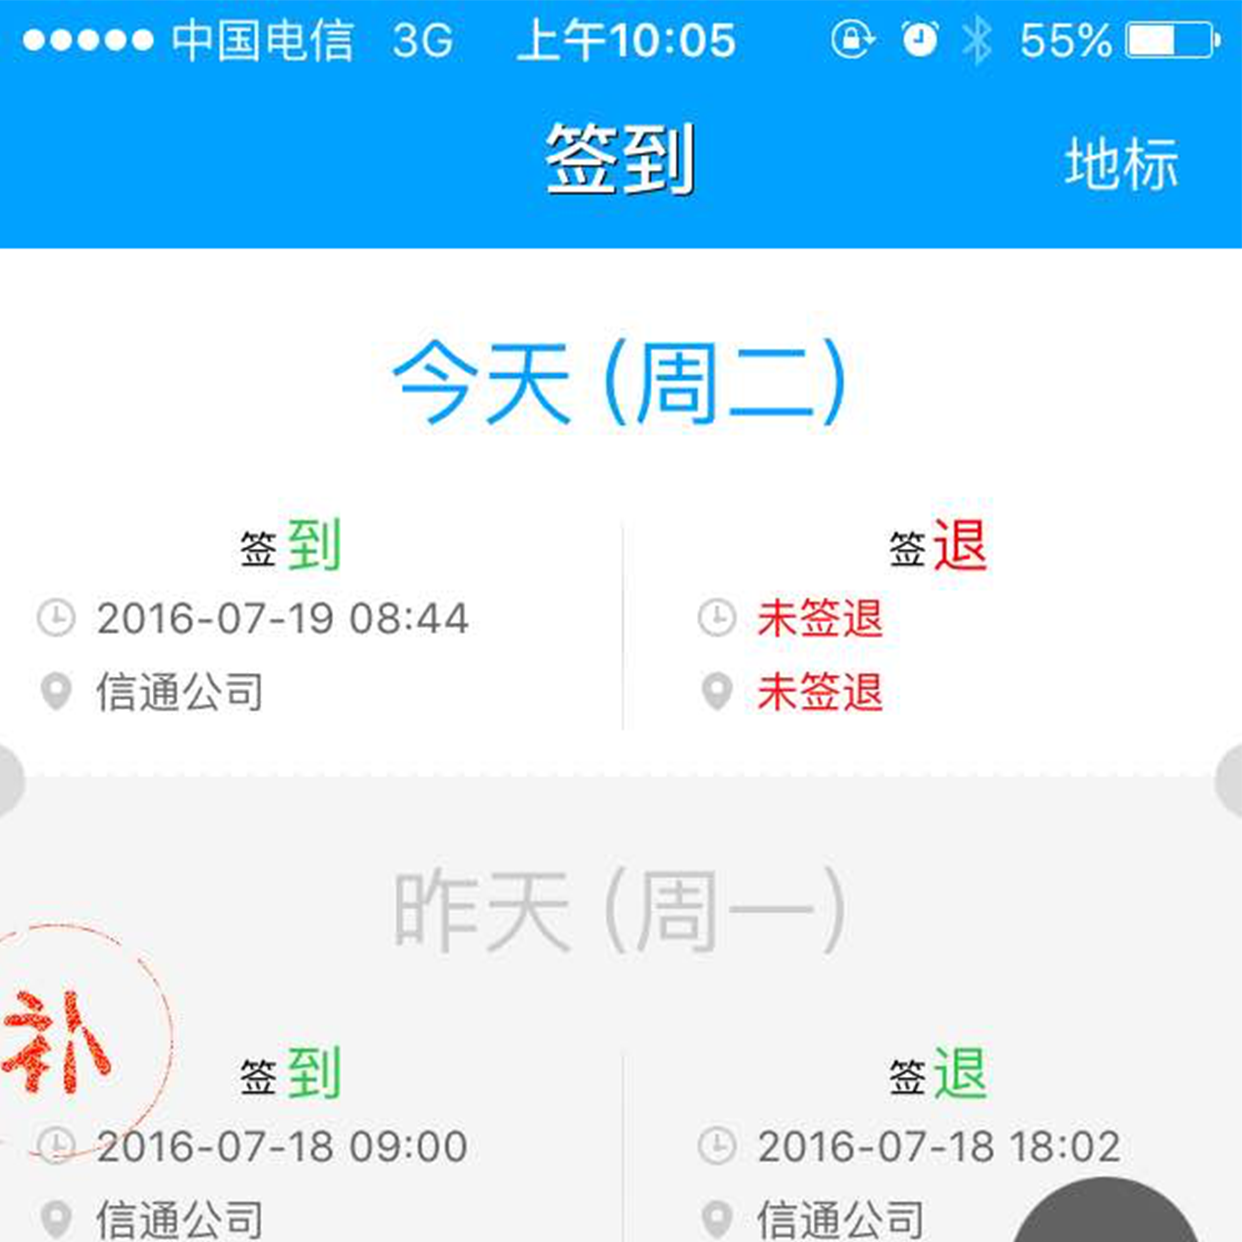 中国电信 3G 上午10:05 55%
签到 地标
今天 (周二)
签到 签退
2016-07-19 08:44 未签退
信通公司 未签退
昨天 (周一)
补
签到 签退
2016-07-18 09:00 2016-07-18 18:02
信通公司 信通公司